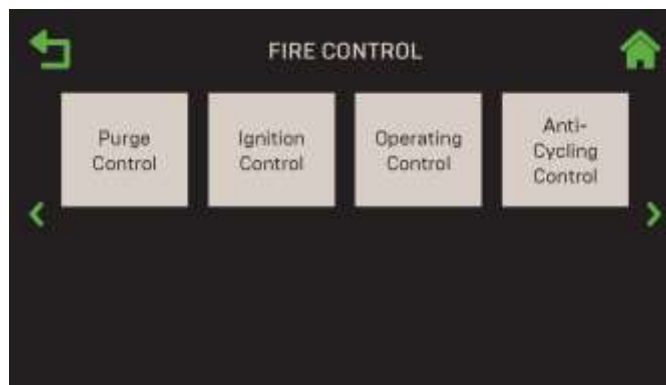 FIRE CONTROL
Purge
Control
Ignition
Control
Operating
Control
Anti-
Cycling
Control